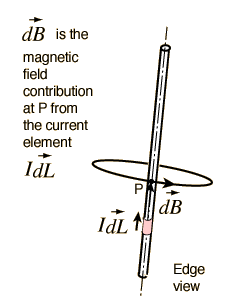 dB is the
magnetic
field
contribution
at P from
the current
element
IdL
P
dB
IdL
Edge
view